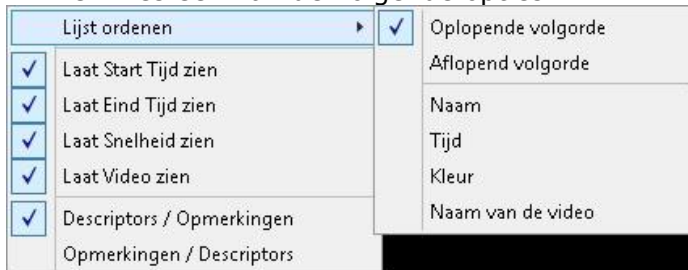 Lijst ordenen
Laat Start Tijd zien
Laat Eind Tijd zien
Laat Snelheid zien
Laat Video zien
Descriptors / Opmerkingen
Opmerkingen / Descriptors
Oplopende volgorde
Aflopend volgorde
Naam
Tijd
Kleur
Naam van de video